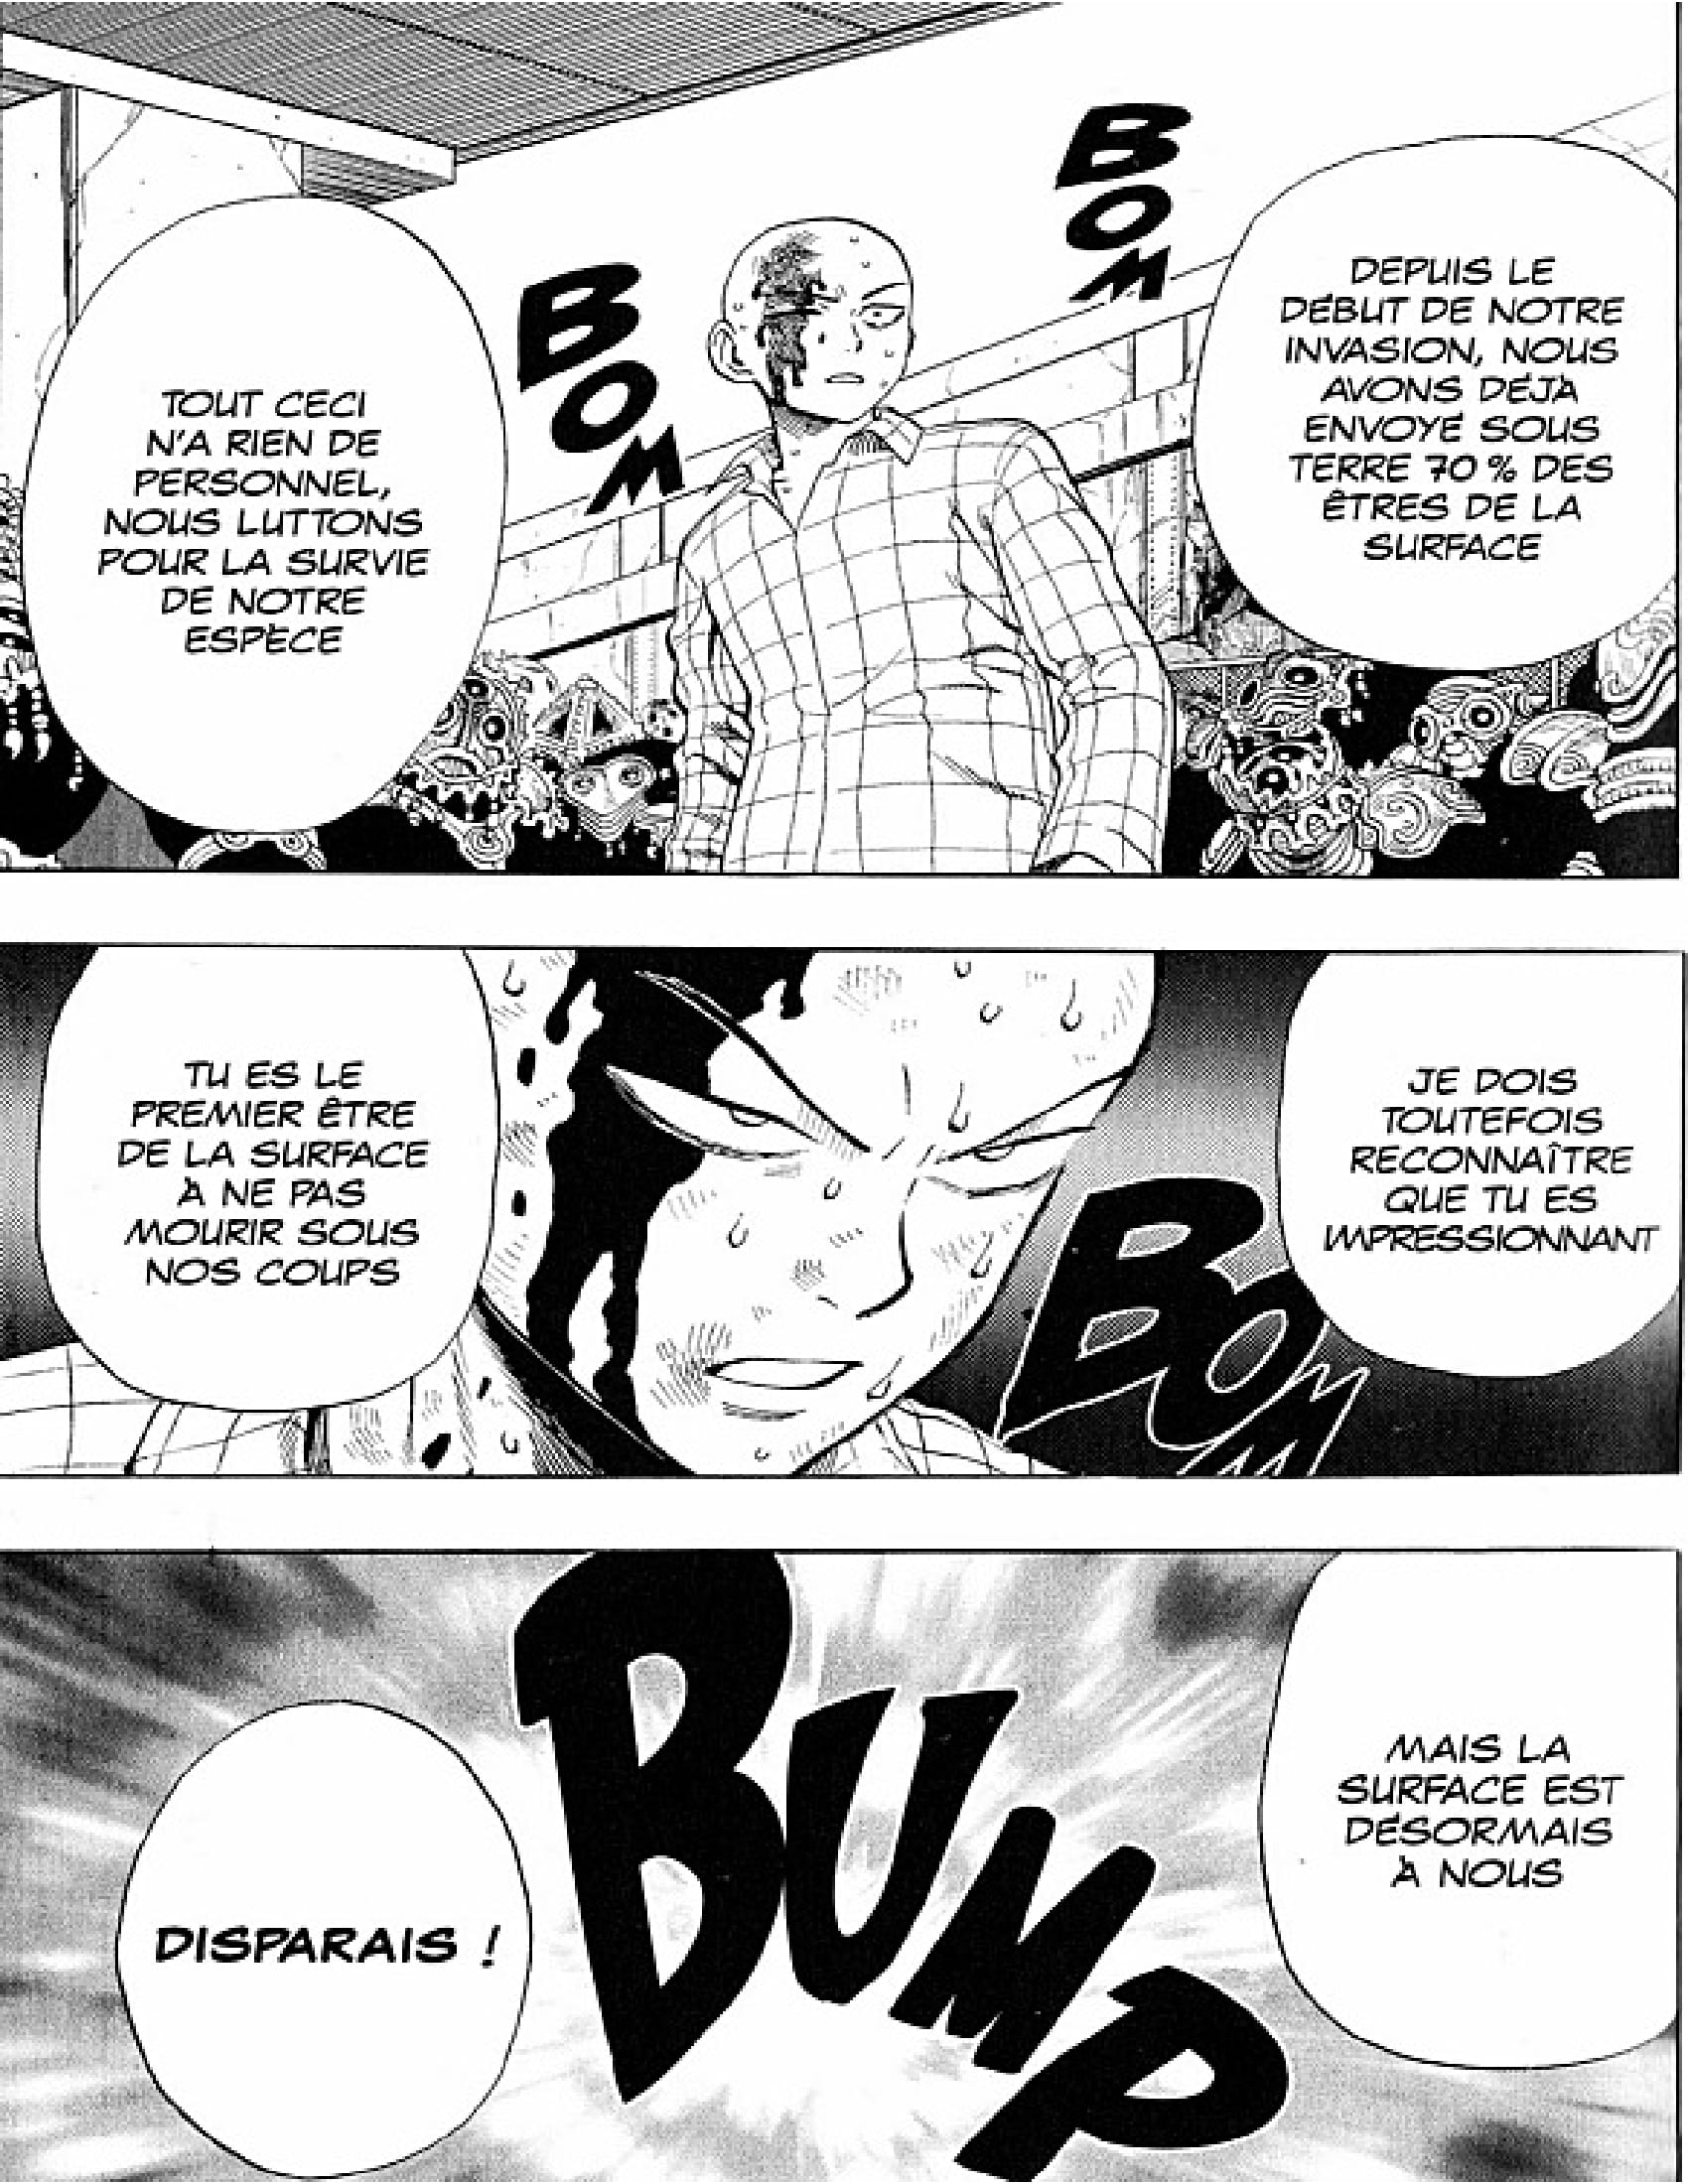 DEPUIS LE
DÉBUT DE NOTRE
INVASION, NOUS
AVONS DÉJÀ
ENVOYÉ SOUS
TERRE 70 % DES
ÊTRES DE LA
SURFACE
BOM
BOM
TOUT CECI
N'A RIEN DE
PERSONNEL,
NOUS LUTTONS
POUR LA SURVIE
DE NOTRE
ESPÈCE
JE DOIS
TOUTEFOIS
RECONNAÎTRE
QUE TU ES
IMPRESSIONNANT
BOM
TU ES LE
PREMIER ÊTRE
DE LA SURFACE
À NE PAS
MOURIR SOUS
NOS COUPS
MAIS LA
SURFACE EST
DÉSORMAIS
À NOUS
BUMP
DISPARAIS !